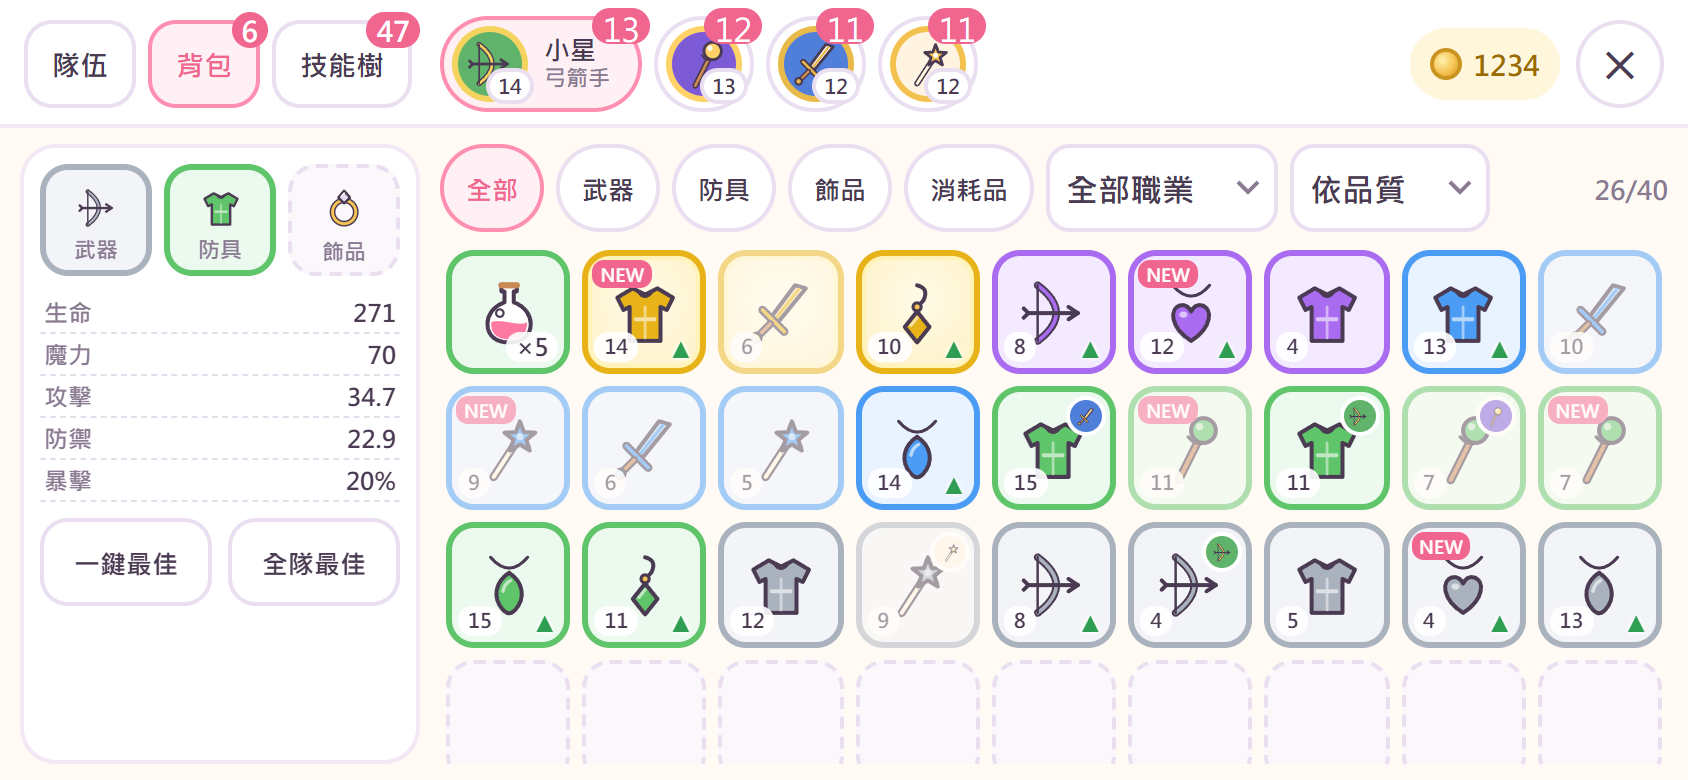 隊伍 背包 6 技能樹 47 小星 弓箭手 14 13 13 12 12 11 12 11 1234
武器 防具 飾品
生命 271
魔力 70
攻擊 34.7
防禦 22.9
暴擊 20%
一鍵最佳 全隊最佳
全部 武器 防具 飾品 消耗品 全部職業 依品質 26/40
×5 NEW 14 6 10 8 NEW 12 4 13 10
NEW 9 6 5 14 15 NEW 11 11 7 NEW 7
15 11 12 9 8 4 5 NEW 4 13